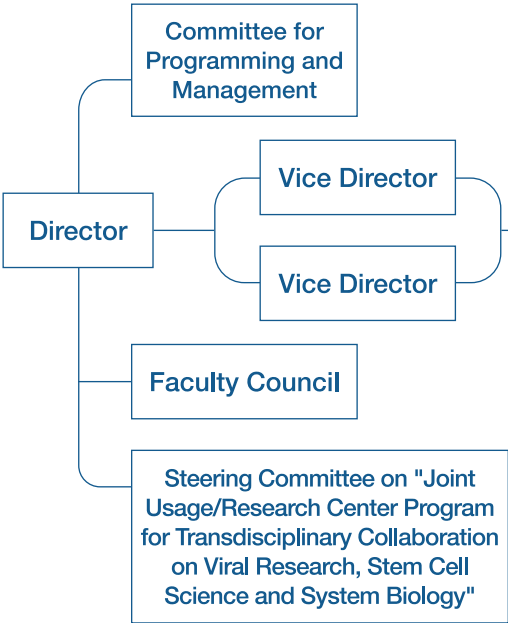 Committee for
Programming and
Management
Vice Director
Director
Vice Director
Faculty Council
Steering Committee on "Joint
Usage/Research Center Program
for Transdisciplinary Collaboration
on Viral Research, Stem Cell
Science and System Biology"